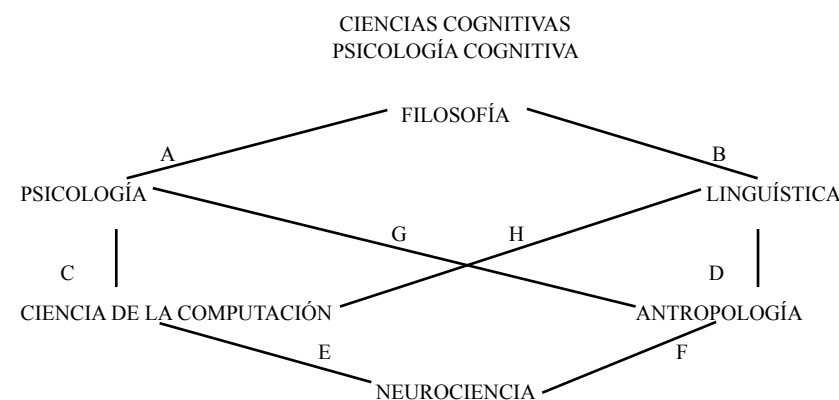 CIENCIAS COGNITIVAS
PSICOLOGÍA COGNITIVA
FILOSOFÍA
A
B
PSICOLOGÍA
LINGUÍSTICA
G
H
C
D
CIENCIA DE LA COMPUTACIÓN
ANTROPOLOGÍA
E
F
NEUROCIENCIA